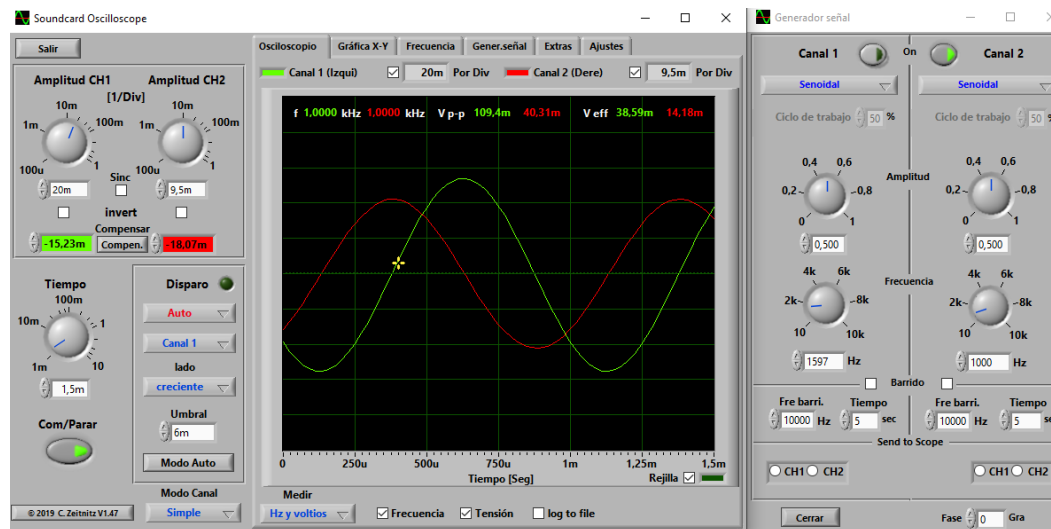 Soundcard Oscilloscope
Salir
Amplitud CH1 Amplitud CH2
[1/Div]
10m 10m
1m 100m 1m 100m
100u 1 100u 1
Sinc
20m 9,5m
invert
Compensar
-15,23m Compen. -18,07m
Tiempo
100m
10m 1
1m 10
1,5m
Com/Parar
© 2019 C. Zeitnitz V1.47
Disparo
Auto
Canal 1
lado
creciente
Umbral
6m
Modo Auto
Modo Canal
Simple
Osciloscopio Gráfica X-Y Frecuencia Gener.señal Extras Ajustes
Canal 1 (Izqui) 20m Por Div Canal 2 (Dere) 9,5m Por Div
f 1,0000 kHz 1,0000 kHz V p-p 109,4m 40,31m V eff 38,59m 14,18m
0 250u 500u 750u 1m 1,25m 1,5m
Tiempo [Seg] Rejilla
Medir
Hz y voltios Frecuencia Tensión log to file
Generador señal
Canal 1 On Canal 2
Senoidal Senoidal
Ciclo de trabajo 50 % Ciclo de trabajo 50 %
0,4 0,6 0,4 0,6
Amplitud
0,2 0,8 0,2 0,8
0 1 0 1
0,500 0,500
4k 6k 4k 6k
Frecuencia
2k 8k 2k 8k
10 10k 10 10k
1597 Hz 1000 Hz
Barrido
Fre barri. Tiempo Fre barri. Tiempo
10000 Hz 5 sec 10000 Hz 5 se
Send to Scope
CH1 CH2 CH1 CH2
Cerrar Fase 0 Gra